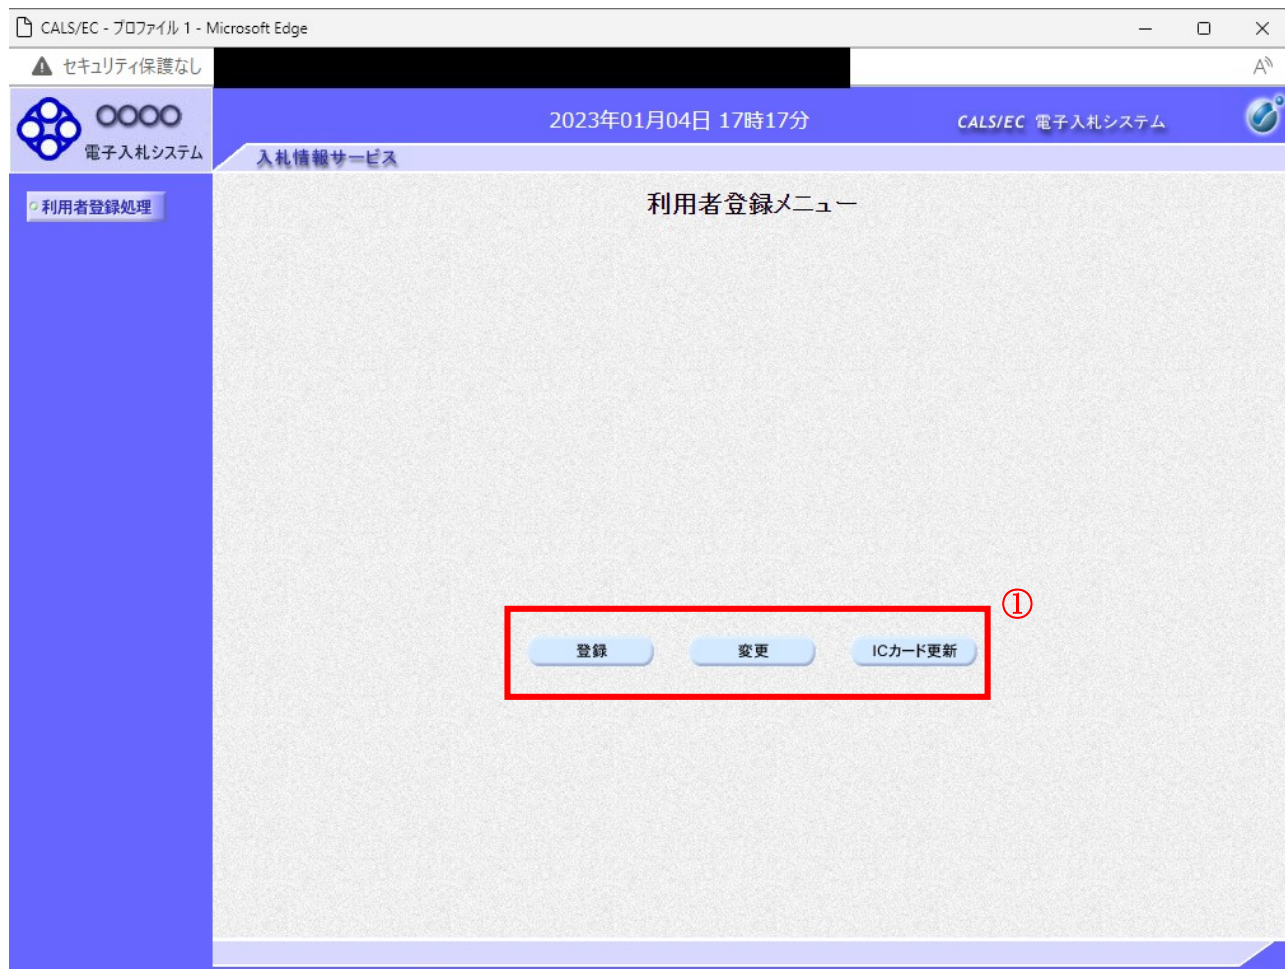 CALS/EC - プロファイル 1 - Microsoft Edge
セキュリティ保護なし
○○○○
電子入札システム
2023年01月04日 17時17分
CALS/EC 電子入札システム
入札情報サービス
利用者登録処理
利用者登録メニュー
①
登録 変更 ICカード更新